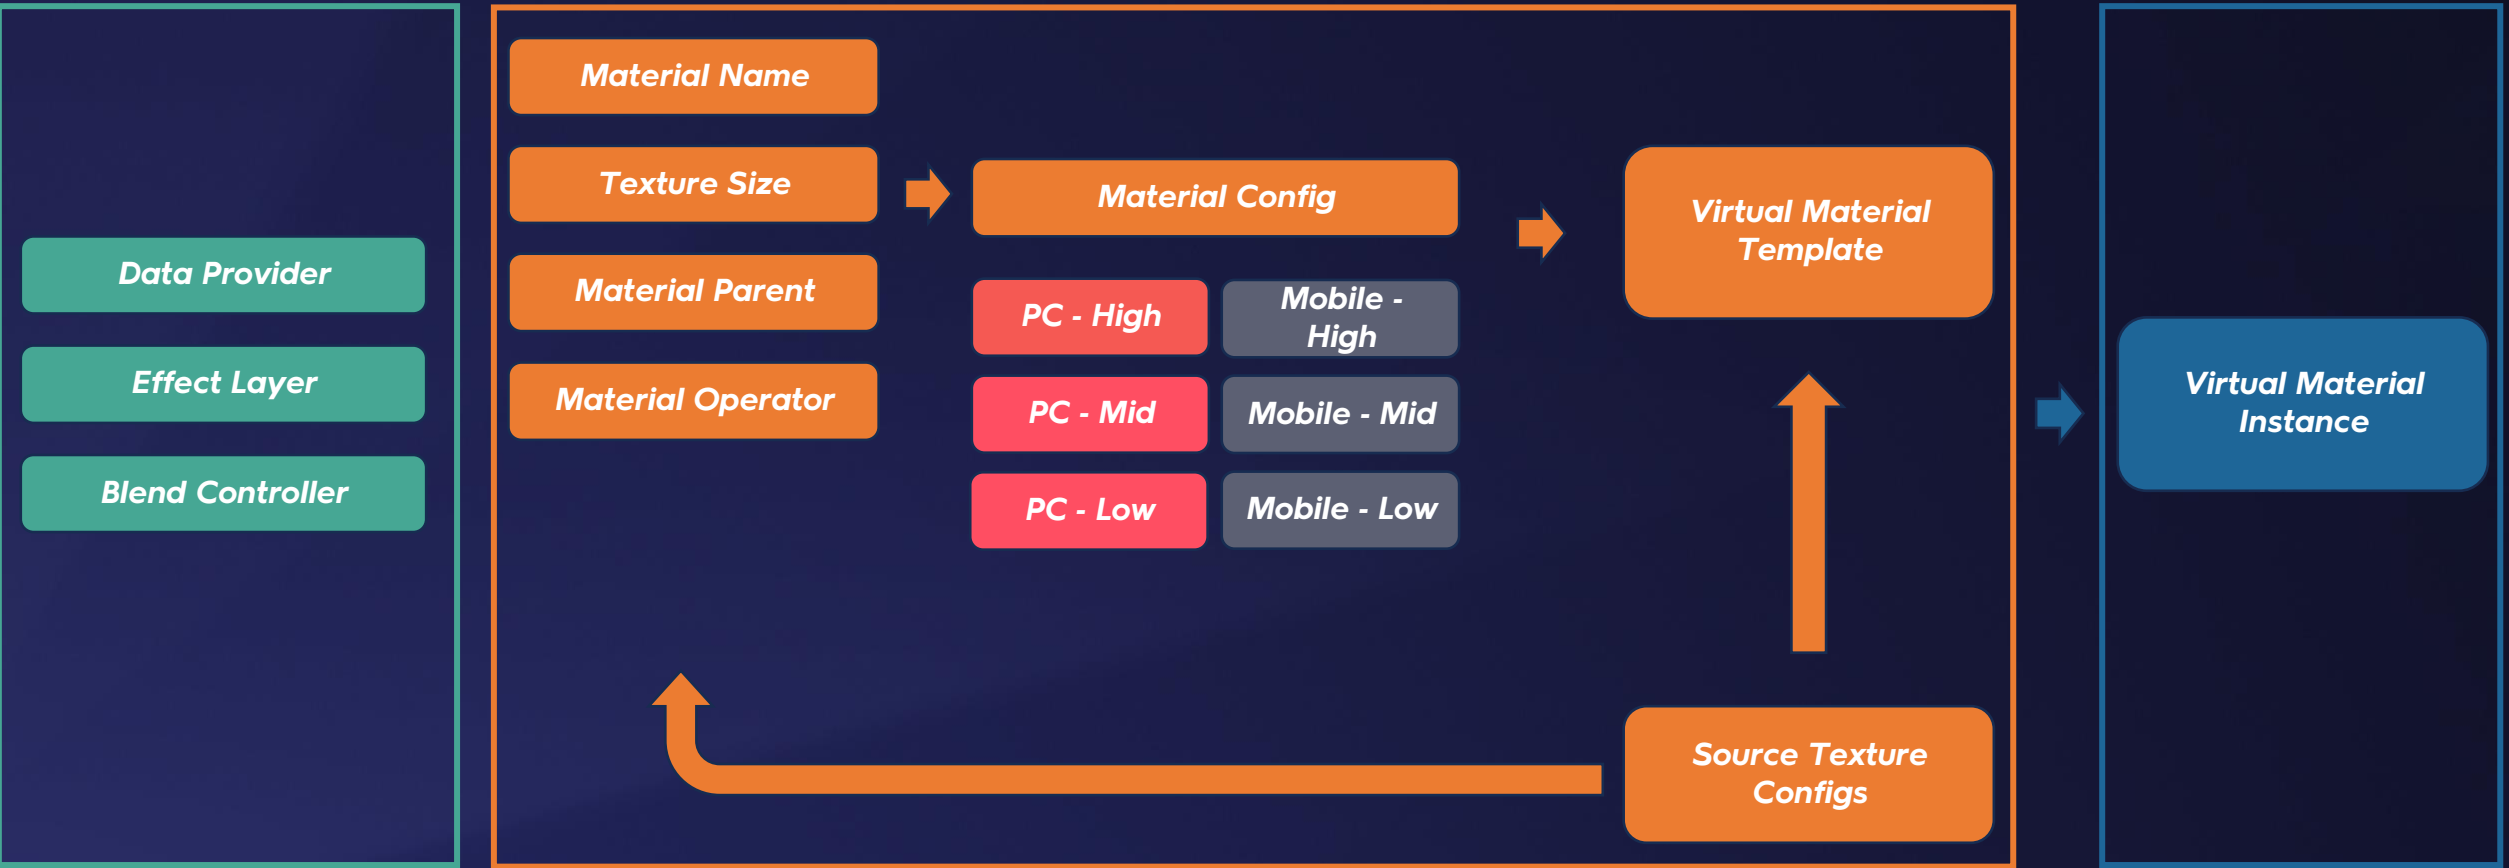 Data Provider
Effect Layer
Blend Controller
Material Name
Texture Size
Material Parent
Material Operator
Material Config
PC - High
Mobile -
High
PC - Mid
Mobile - Mid
PC - Low
Mobile - Low
Virtual Material
Template
Source Texture
Configs
Virtual Material
Instance